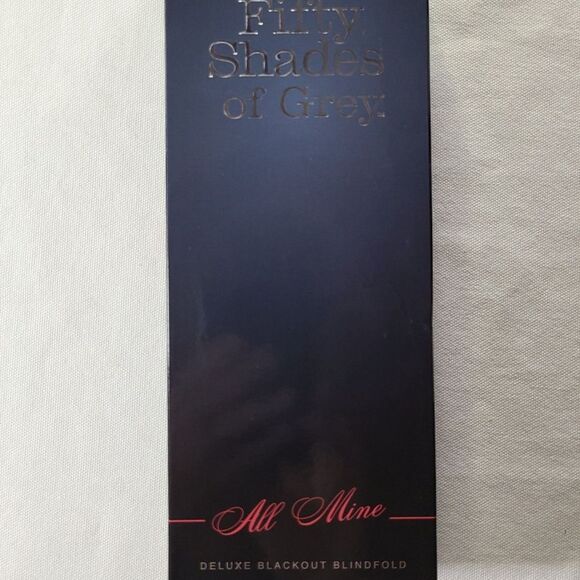 Fifty
Shades
of Grey.
All Mine
DELUXE BLACKOUT BLINDFOLD